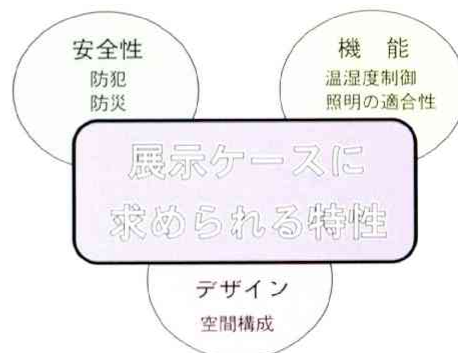 安全性
防犯
防災
機 能
温湿度制御
照明の適合性
展示ケースに
求められる特性
デザイン
空間構成